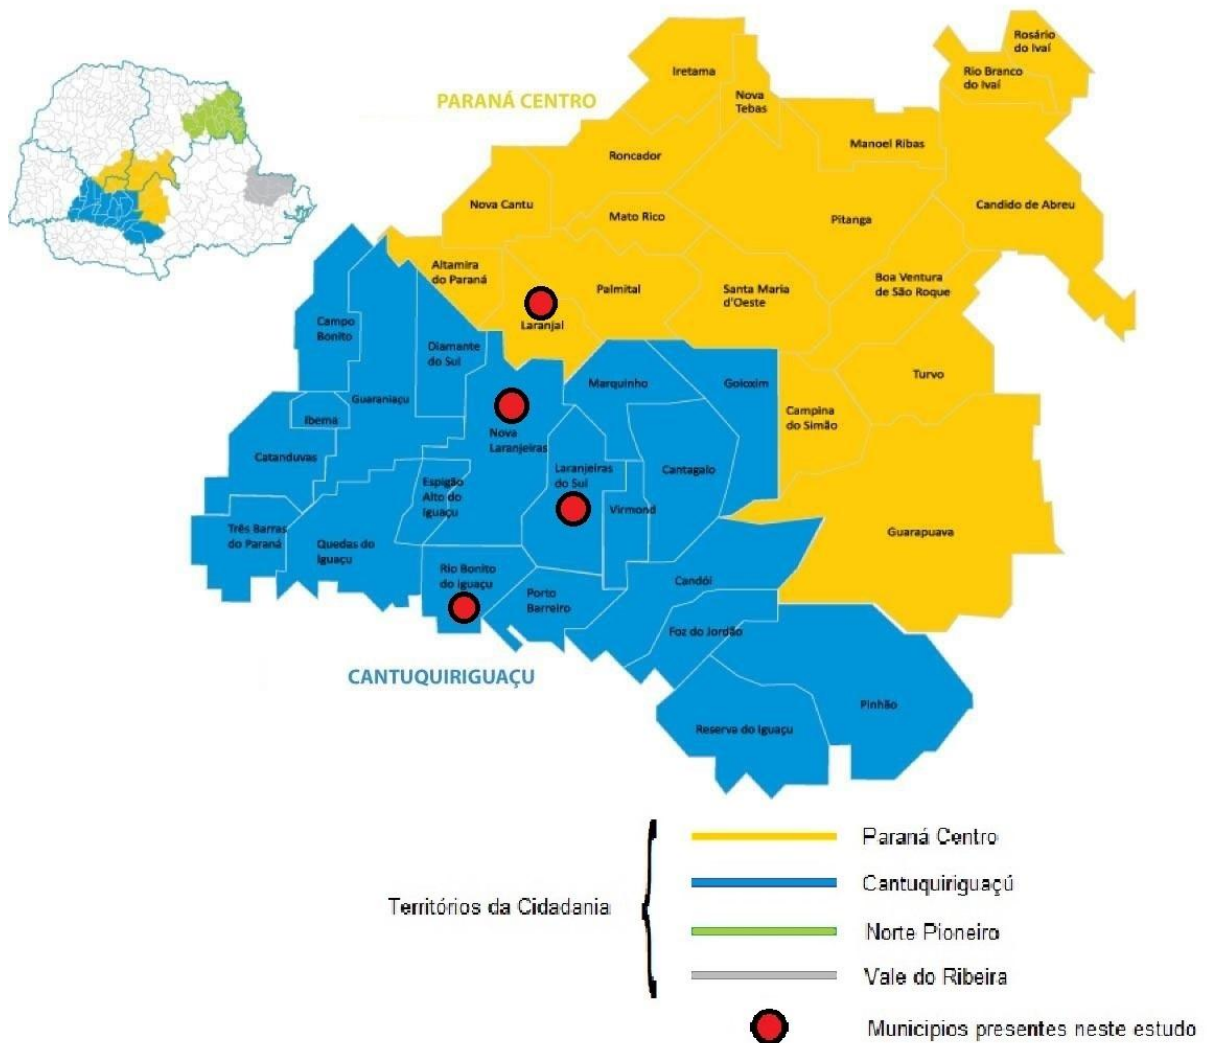 Rosário
do Ivaí
Iretama
Rio Branco
do Ivaí
PARANÁ CENTRO
Nova
Tebas
Manoel Ribas
Roncador
Nova Cantu
Mato Rico
Pitanga
Candido de Abreu
Altamira
do Paraná
Palmital
Santa Maria
d'Oeste
Boa Ventura
de São Roque
Laranjal
Campo
Bonito
Diamante
do Sul
Marquinho
Goioxim
Turvo
Guaraniaçu
Ibema
Campina
do Simão
Nova
Laranjeiras
Catanduvas
Laranjeiras
do Sul
Cantagalo
Espigão
Alto do
Iguaçu
Virmond
Três Barras
do Paraná
Quedas do
Iguaçu
Guarapuava
Rio Bonito
do Iguaçu
Porto
Barreiro
Candói
Foz do Jordão
CANTUQUIRIGUAÇU
Pinhão
Reserva do Iguaçu
Territórios da Cidadania
Paraná Centro
Cantuquiriguaçú
Norte Pioneiro
Vale do Ribeira
Municipios presentes neste estudo